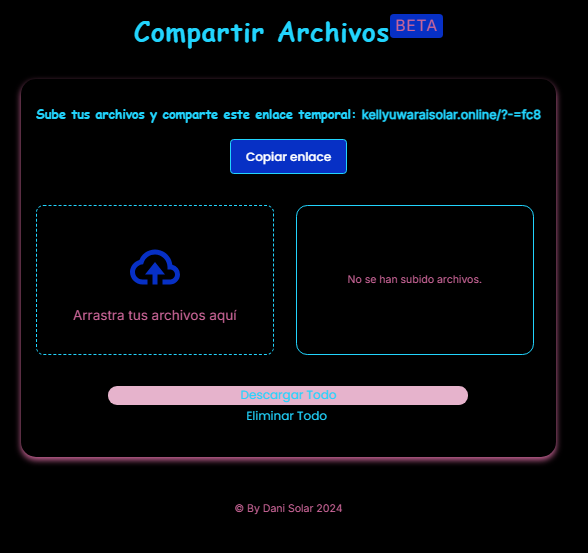 Compartir Archivos BETA
Sube tus archivos y comparte este enlace temporal: kellyuwaraisolar.online/?-=fc8
Copiar enlace
Arrastra tus archivos aquí
No se han subido archivos.
Descargar Todo
Eliminar Todo
© By Dani Solar 2024